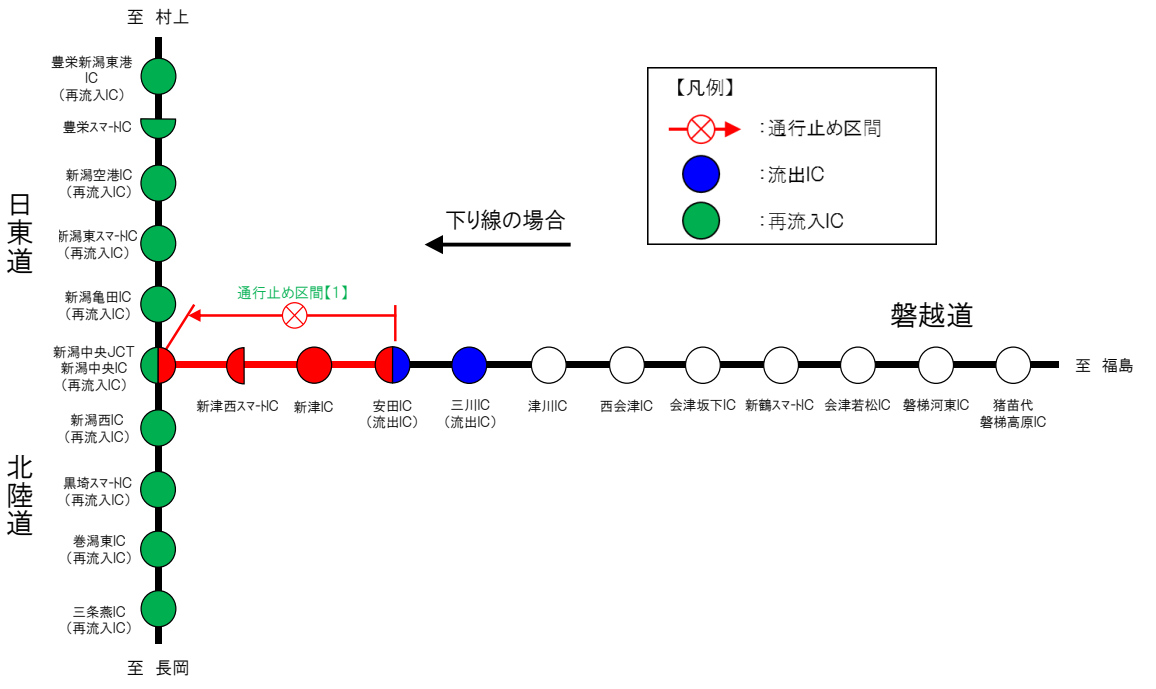 至 村上
豊栄新潟東港
IC
(再流入IC)
豊栄スマートIC
新潟空港IC
(再流入IC)
新潟東スマートIC
(再流入IC)
新潟亀田IC
(再流入IC)
新潟中央JCT
新潟中央IC
(再流入IC)
新潟西IC
(再流入IC)
黒埼スマートIC
(再流入IC)
巻潟東IC
(再流入IC)
三条燕IC
(再流入IC)
至 長岡
日東道
北陸道
【凡例】
:通行止め区間
:流出IC
:再流入IC
下り線の場合
通行止め区間【1】
磐越道
至 福島
新津西スマートIC
新津IC
安田IC
(流出IC)
三川IC
(流出IC)
津川IC
西会津IC
会津坂下IC
新鶴スマートIC
会津若松IC
磐梯河東IC
猪苗代
磐梯高原IC